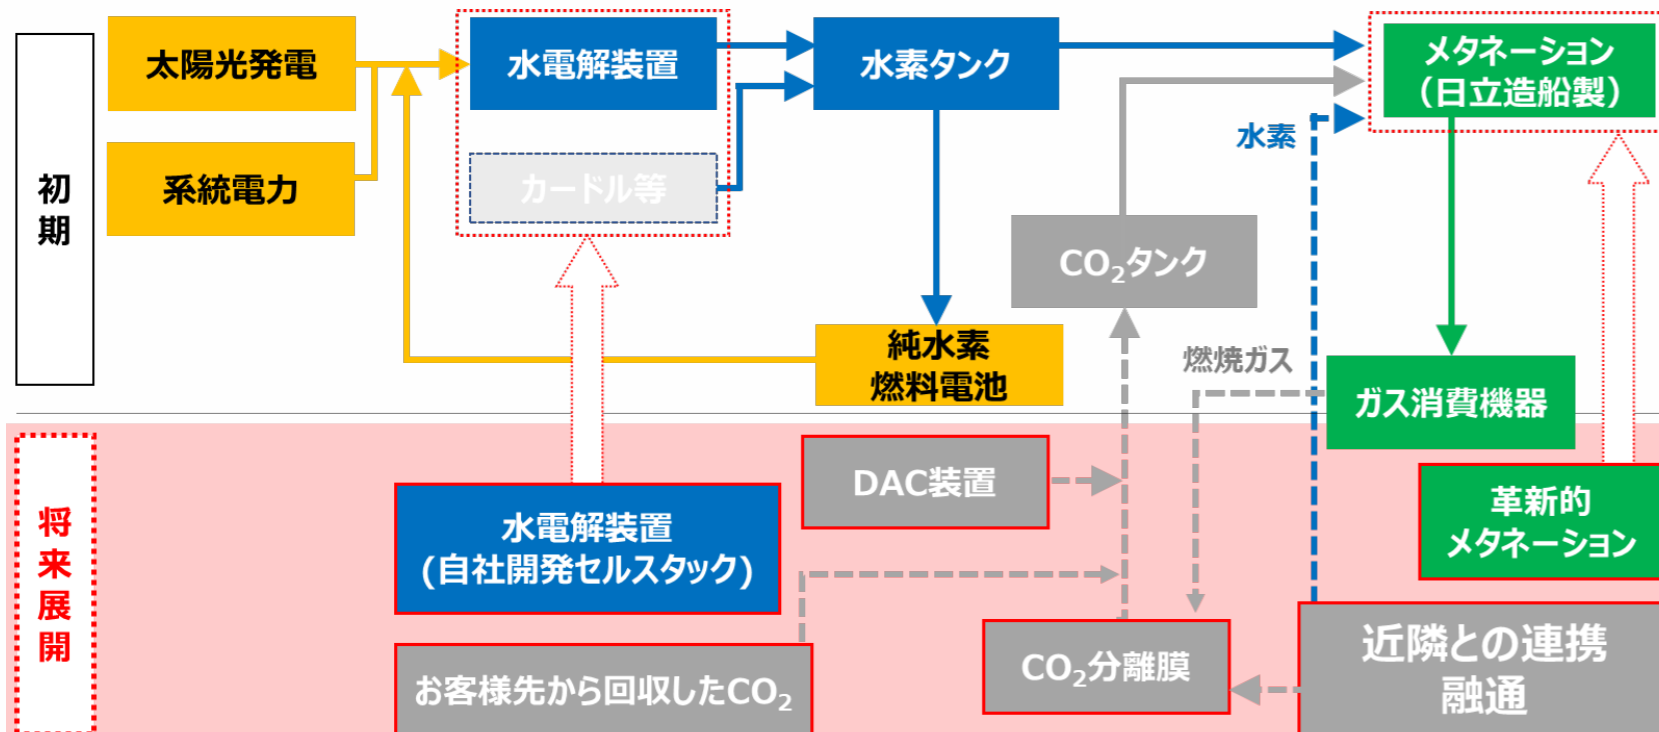 初
期
太陽光発電
系統電力
水電解装置
カードル等
水素タンク
メタネーション
（日立造船製）
水素
CO₂タンク
純水素
燃料電池
燃焼ガス
ガス消費機器
将
来
展
開
DAC装置
革新的
メタネーション
水電解装置
(自社開発セルスタック)
CO₂分離膜
近隣との連携
融通
お客様先から回収したCO₂